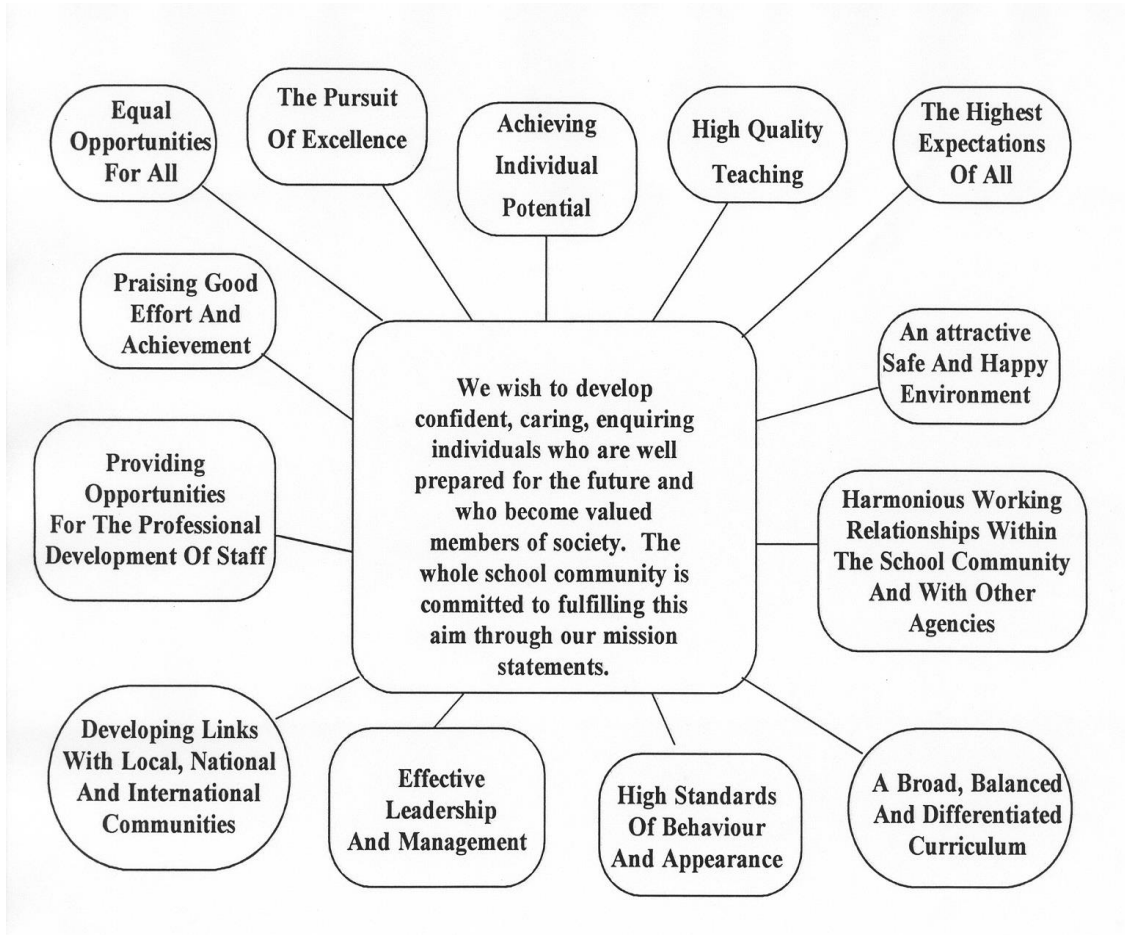 Equal
Opportunities
For All
The Pursuit
Of Excellence
Achieving
Individual
Potential
High Quality
Teaching
The Highest
Expectations
Of All
Praising Good
Effort And
Achievement
An attractive
Safe And Happy
Environment
We wish to develop
confident, caring, enquiring
individuals who are well
prepared for the future and
who become valued
members of society. The
whole school community is
committed to fulfilling this
aim through our mission
statements.
Providing
Opportunities
For The Professional
Development Of Staff
Harmonious Working
Relationships Within
The School Community
And With Other
Agencies
Developing Links
With Local, National
And International
Communities
Effective
Leadership
And Management
High Standards
Of Behaviour
And Appearance
A Broad, Balanced
And Differentiated
Curriculum